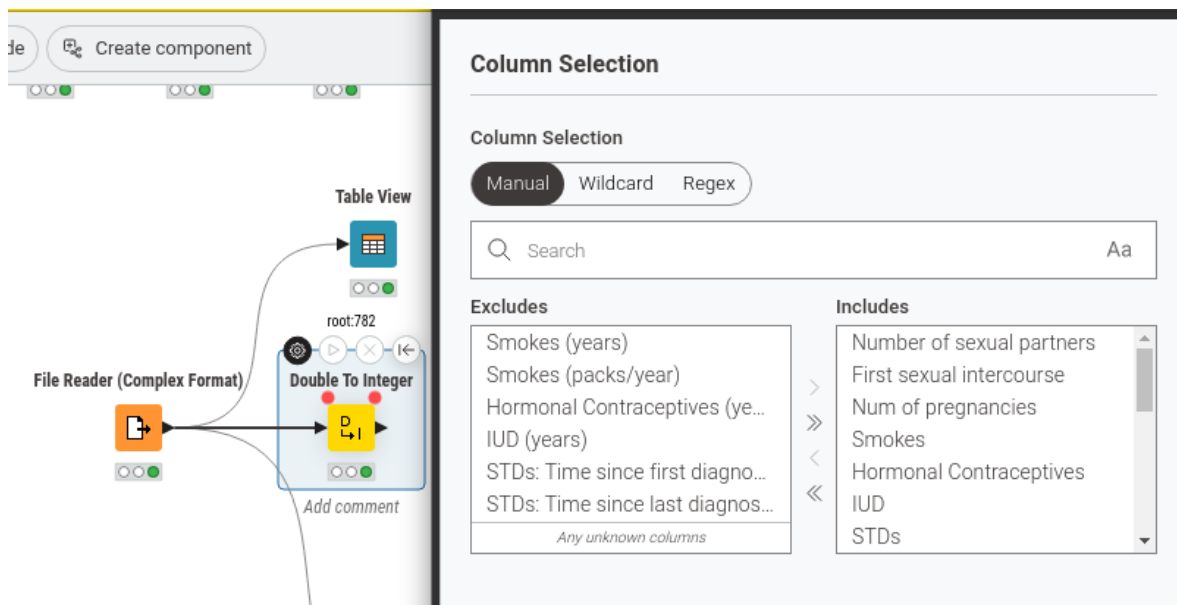 de
Create component
Table View
root:782
File Reader (Complex Format)
Double To Integer
D
I
Add comment
Column Selection
Column Selection
Manual
Wildcard
Regex
Search
Aa
Excludes
Smokes (years)
Smokes (packs/year)
Hormonal Contraceptives (ye...
IUD (years)
STDs: Time since first diagno...
STDs: Time since last diagnos...
Any unknown columns
Includes
Number of sexual partners
First sexual intercourse
Num of pregnancies
Smokes
Hormonal Contraceptives
IUD
STDs